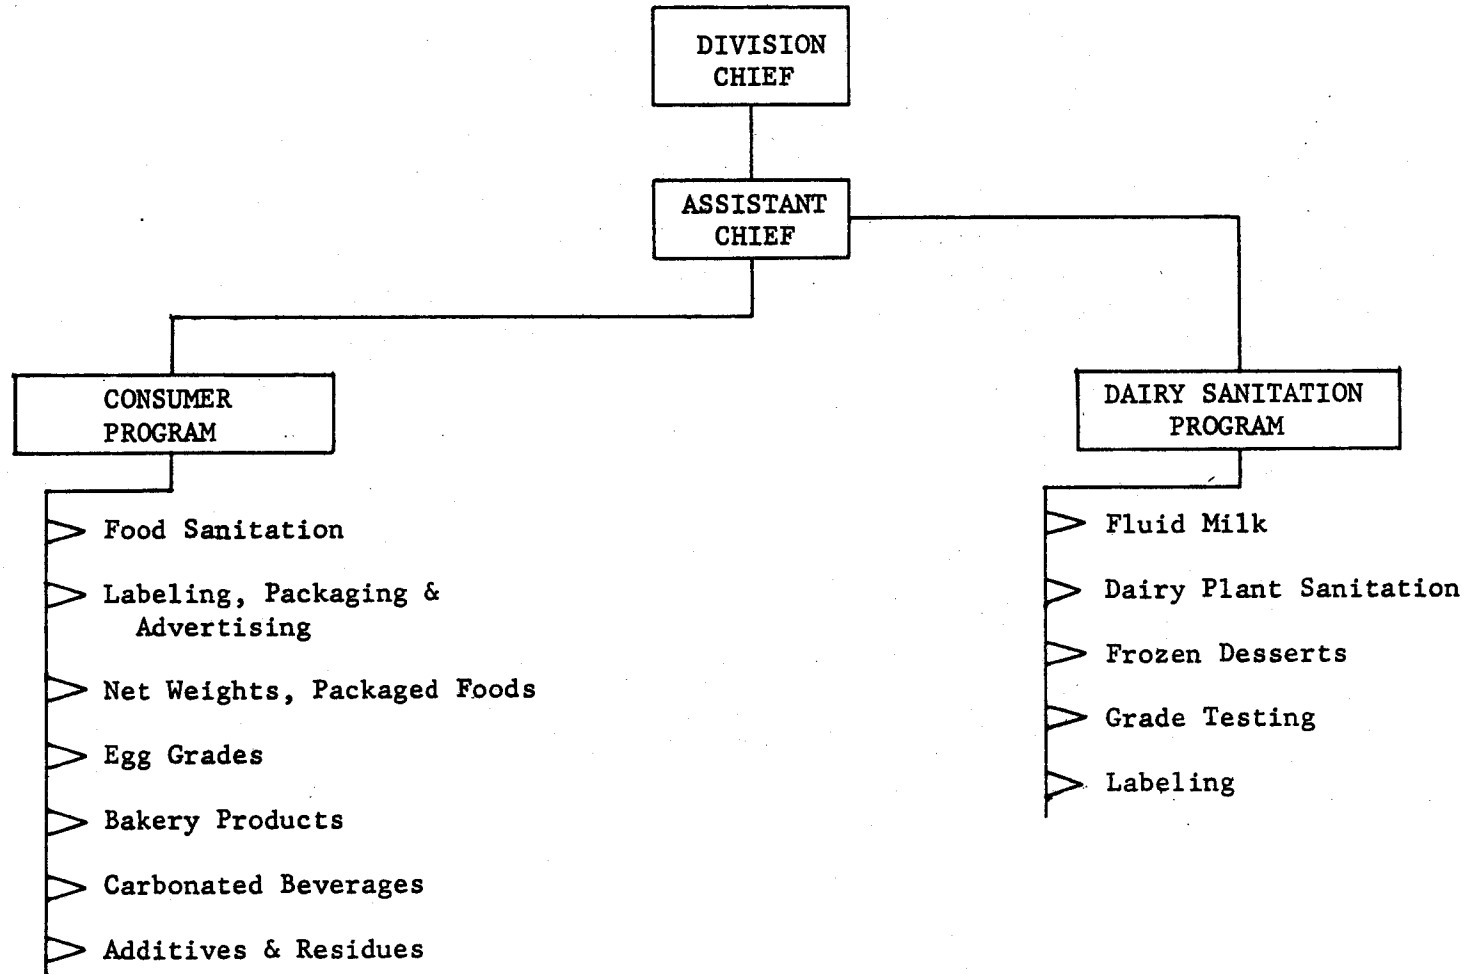 DIVISION
CHIEF
ASSISTANT
CHIEF
CONSUMER
PROGRAM
Food Sanitation
Labeling, Packaging &
Advertising
Net Weights, Packaged Foods
Egg Grades
Bakery Products
Carbonated Beverages
Additives & Residues
DAIRY SANITATION
PROGRAM
Fluid Milk
Dairy Plant Sanitation
Frozen Desserts
Grade Testing
Labeling